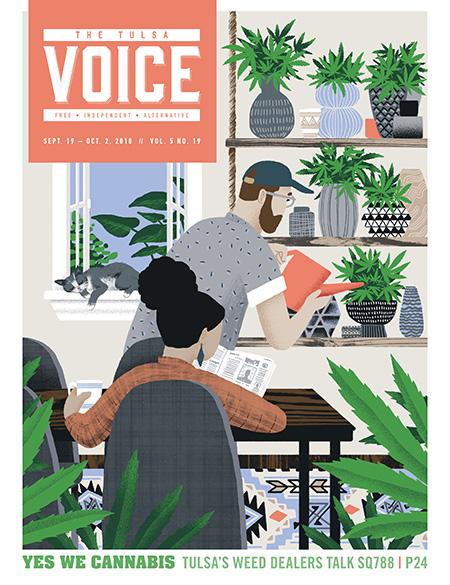 THE TULSA
VOICE
FREE • INDEPENDENT • ALTERNATIVE
SEPT. 19 – OCT. 2, 2018 // VOL. 5 NO. 19
YES WE CANNABIS TULSA'S WEED DEALERS TALK SQ788 | P24